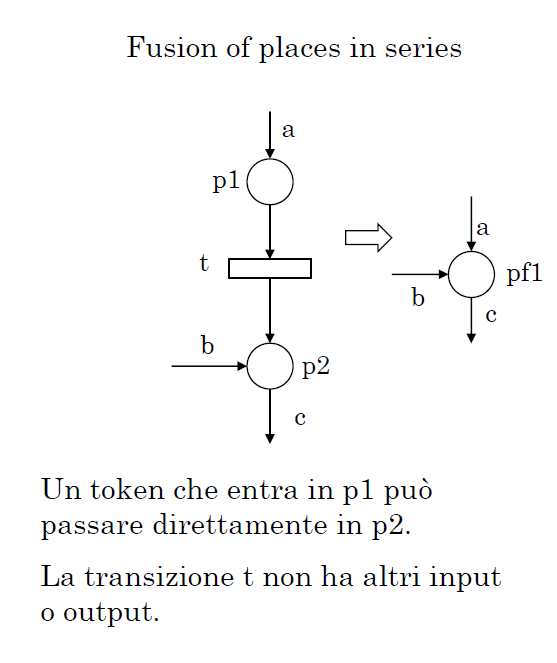 Fusion of places in series
a
p1
t
b
p2
c
a
pf1
b
c
Un token che entra in p1 può
passare direttamente in p2.
La transizione t non ha altri input
o output.